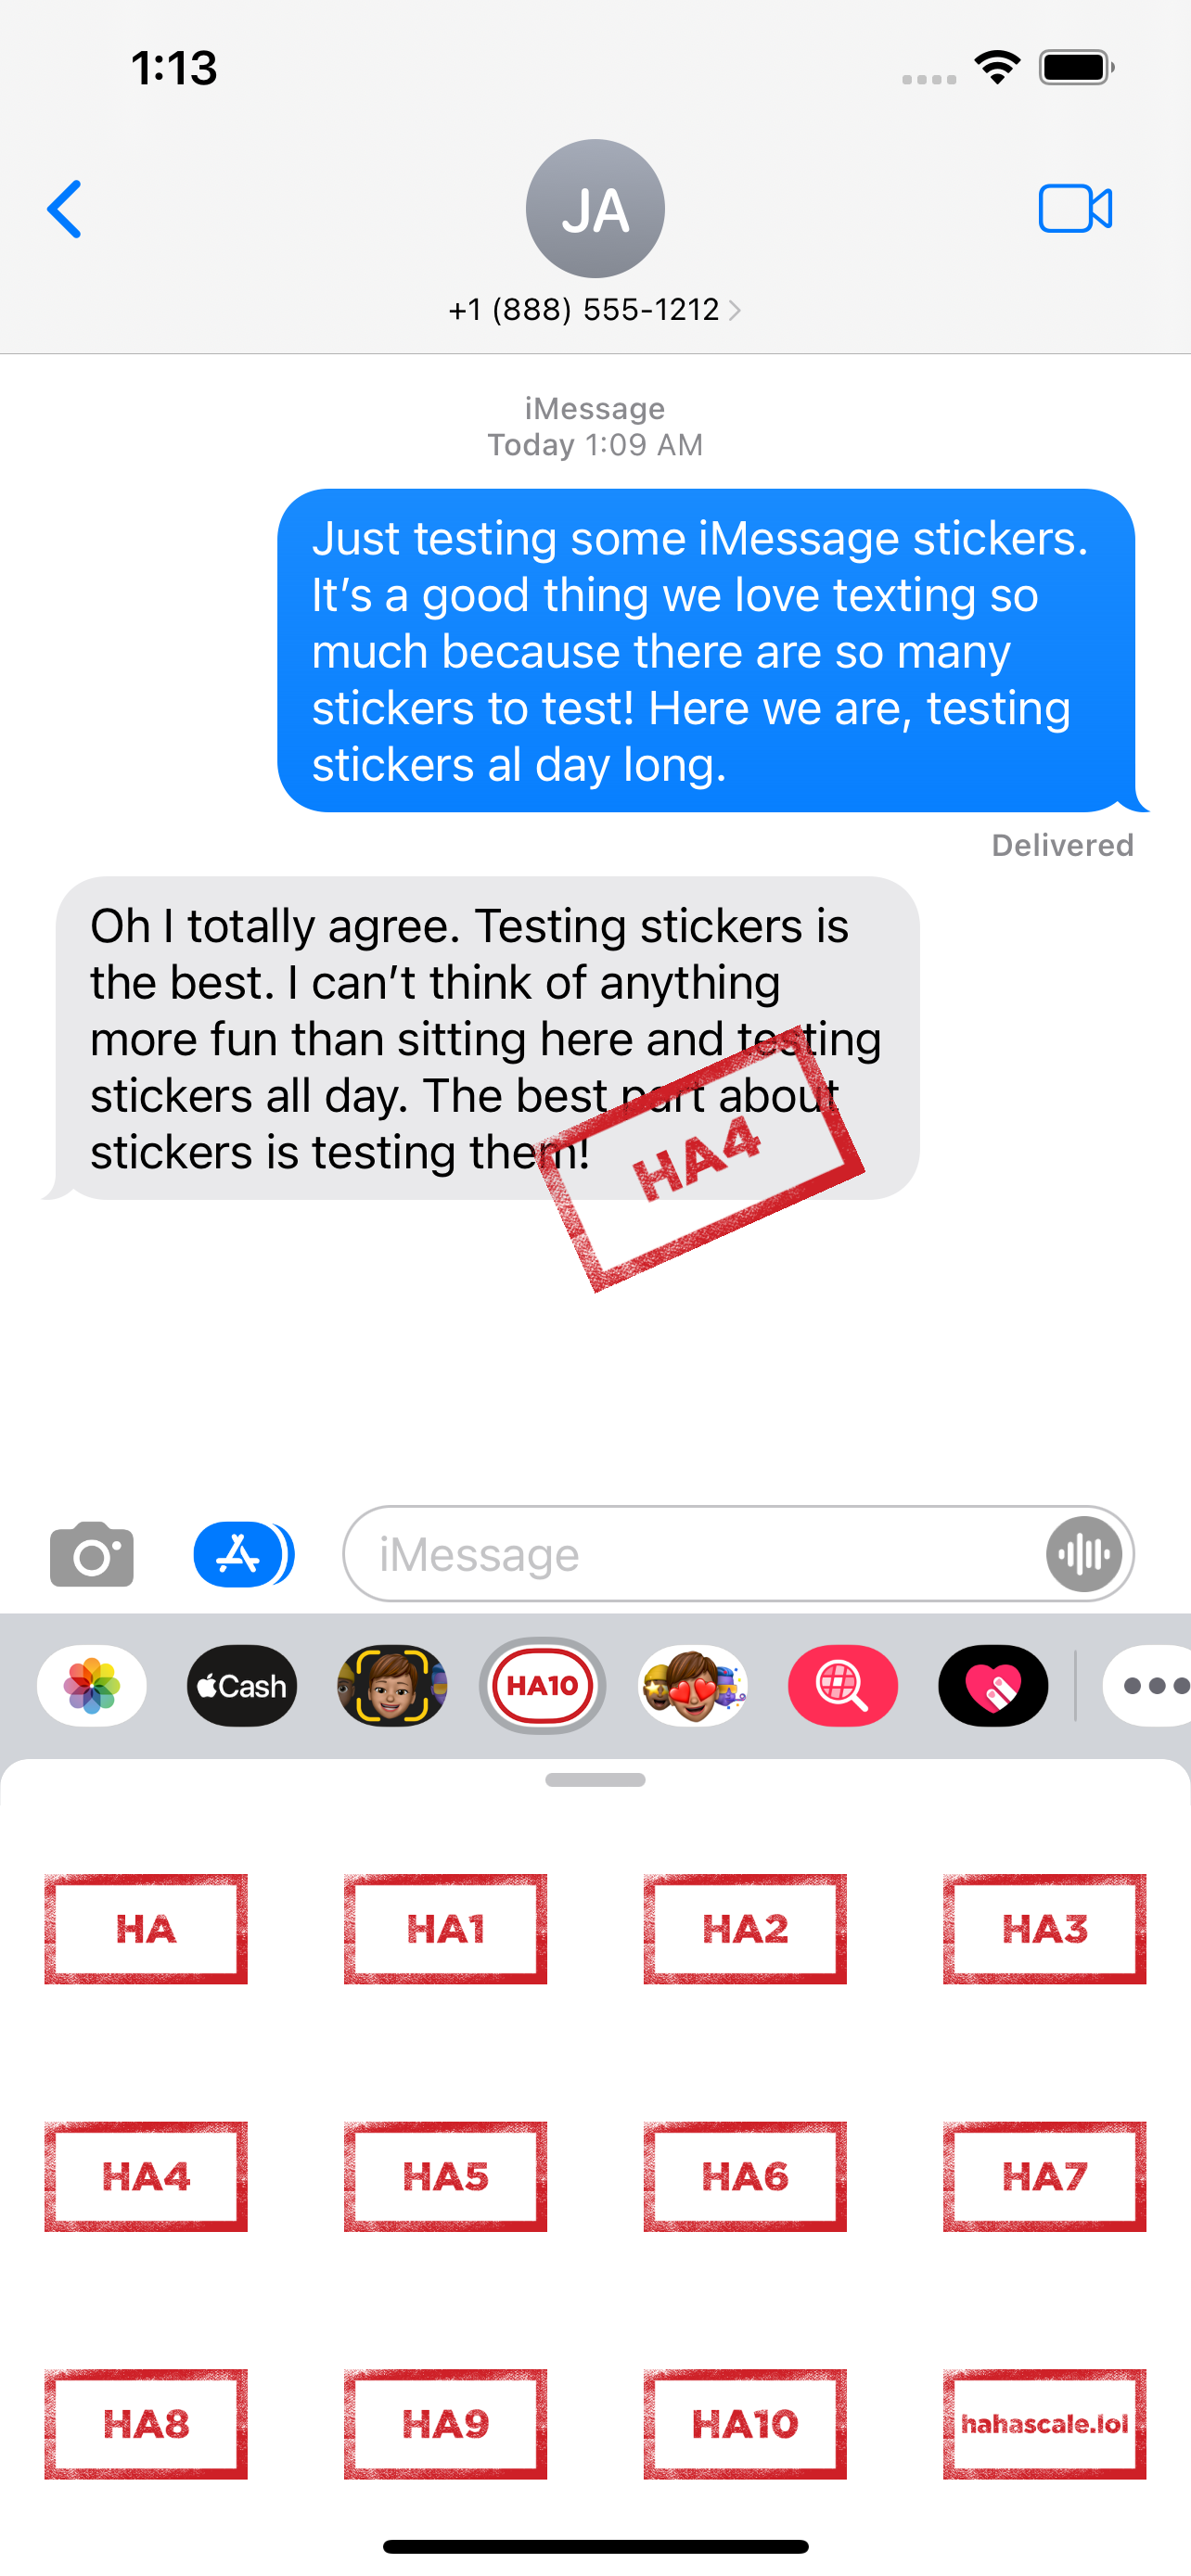 1:13
JA
+1 (888) 555-1212
iMessage
Today 1:09 AM
Just testing some iMessage stickers.
It’s a good thing we love texting so
much because there are so many
stickers to test! Here we are, testing
stickers al day long.
Delivered
Oh I totally agree. Testing stickers is
the best. I can’t think of anything
more fun than sitting here and testing
stickers all day. The best part about
stickers is testing them!
HA4
iMessage
Cash
HA10
HA HA1 HA2 HA3
HA4 HA5 HA6 HA7
HA8 HA9 HA10 hahascale.lol